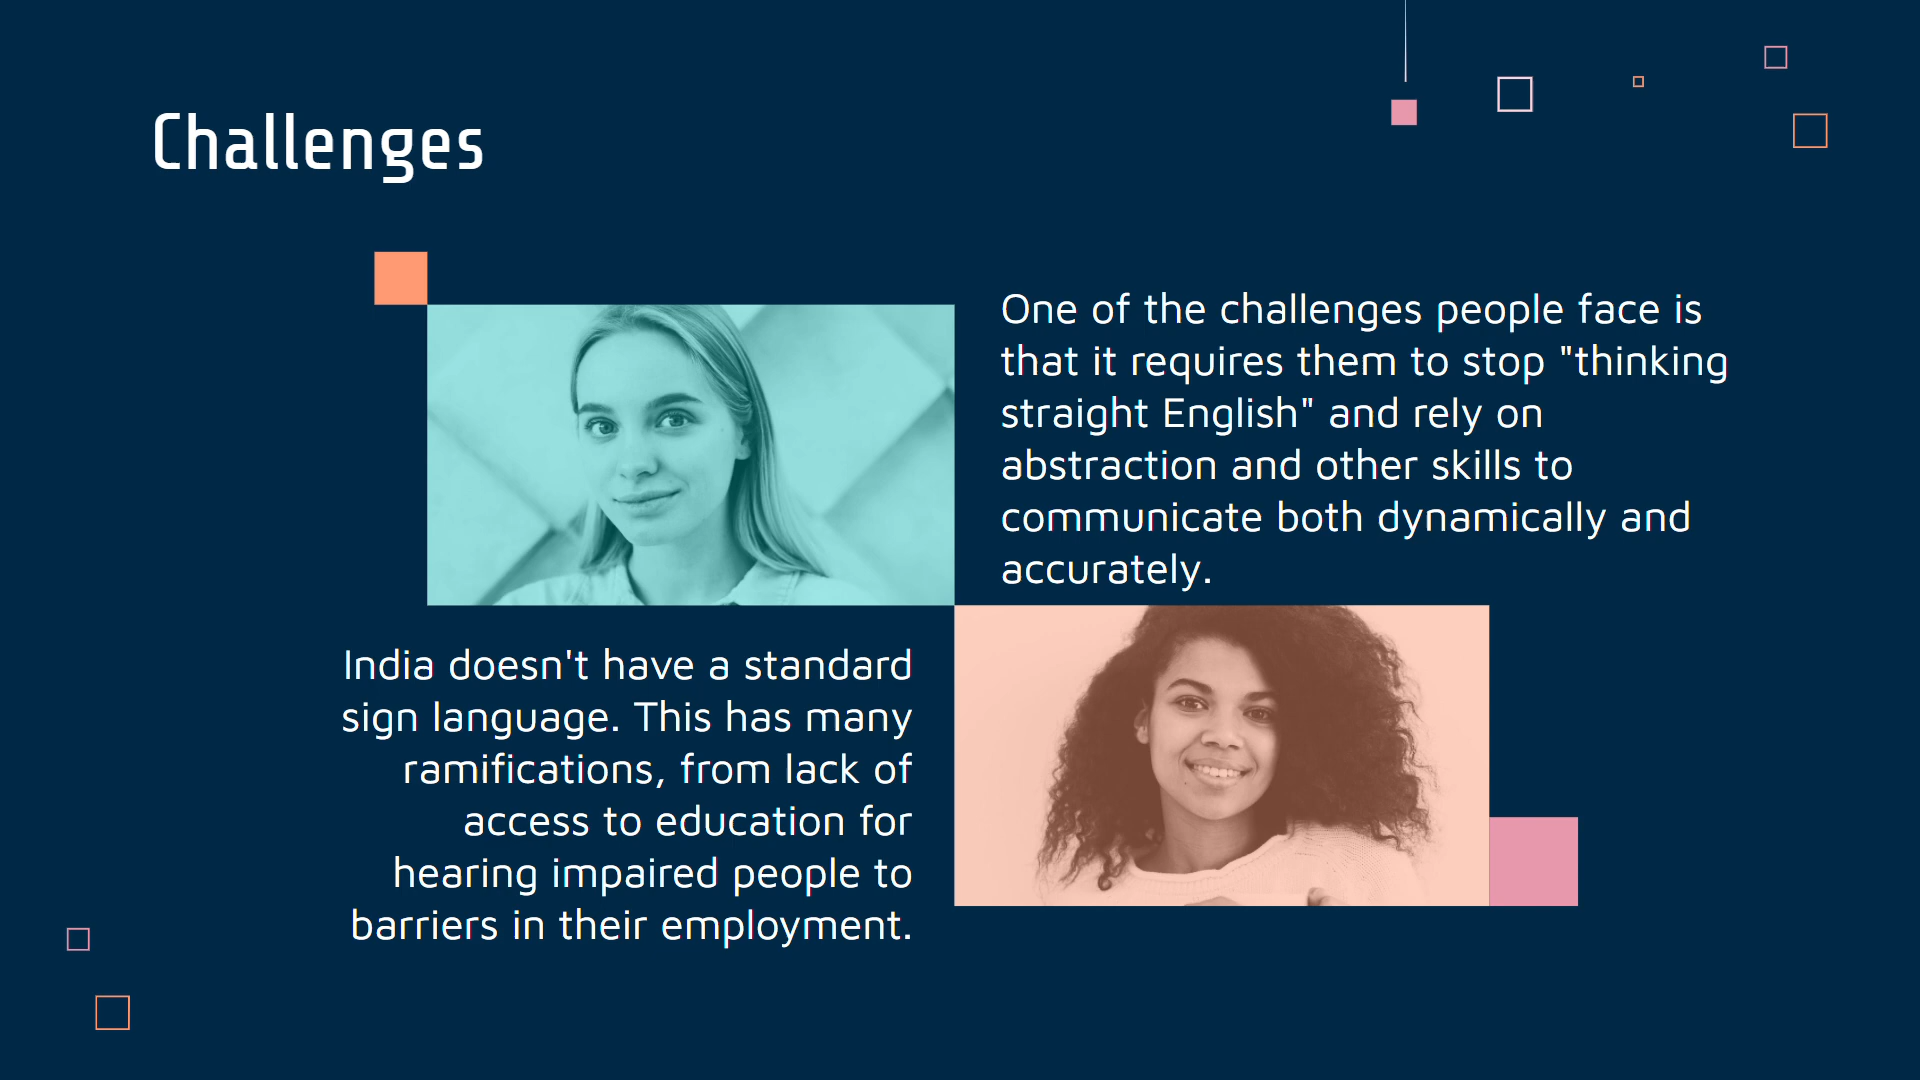 Challenges
One of the challenges people face is
that it requires them to stop "thinking
straight English" and rely on
abstraction and other skills to
communicate both dynamically and
accurately.
India doesn't have a standard
sign language. This has many
ramifications, from lack of
access to education for
hearing impaired people to
barriers in their employment.